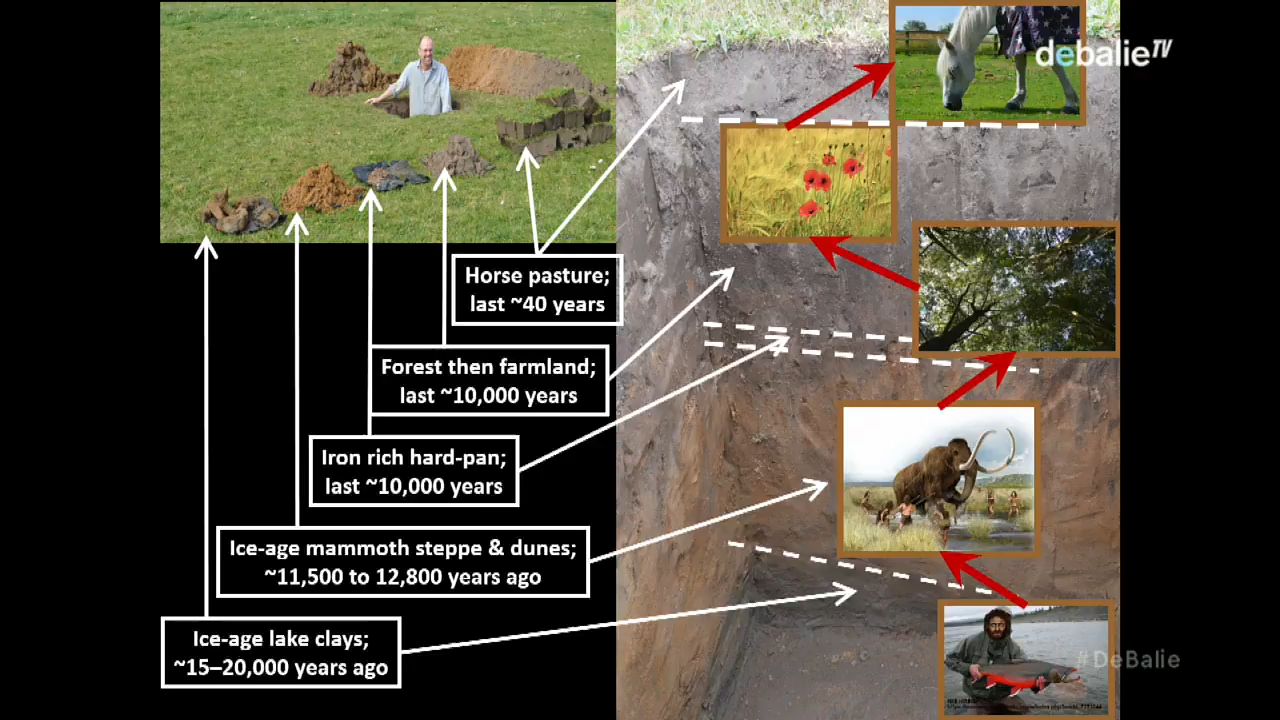 debalieTV
Horse pasture;
last ~40 years
Forest then farmland;
last ~10,000 years
Iron rich hard-pan;
last ~10,000 years
Ice-age mammoth steppe & dunes;
~11,500 to 12,800 years ago
Ice-age lake clays;
~15–20,000 years ago
#DeBalie